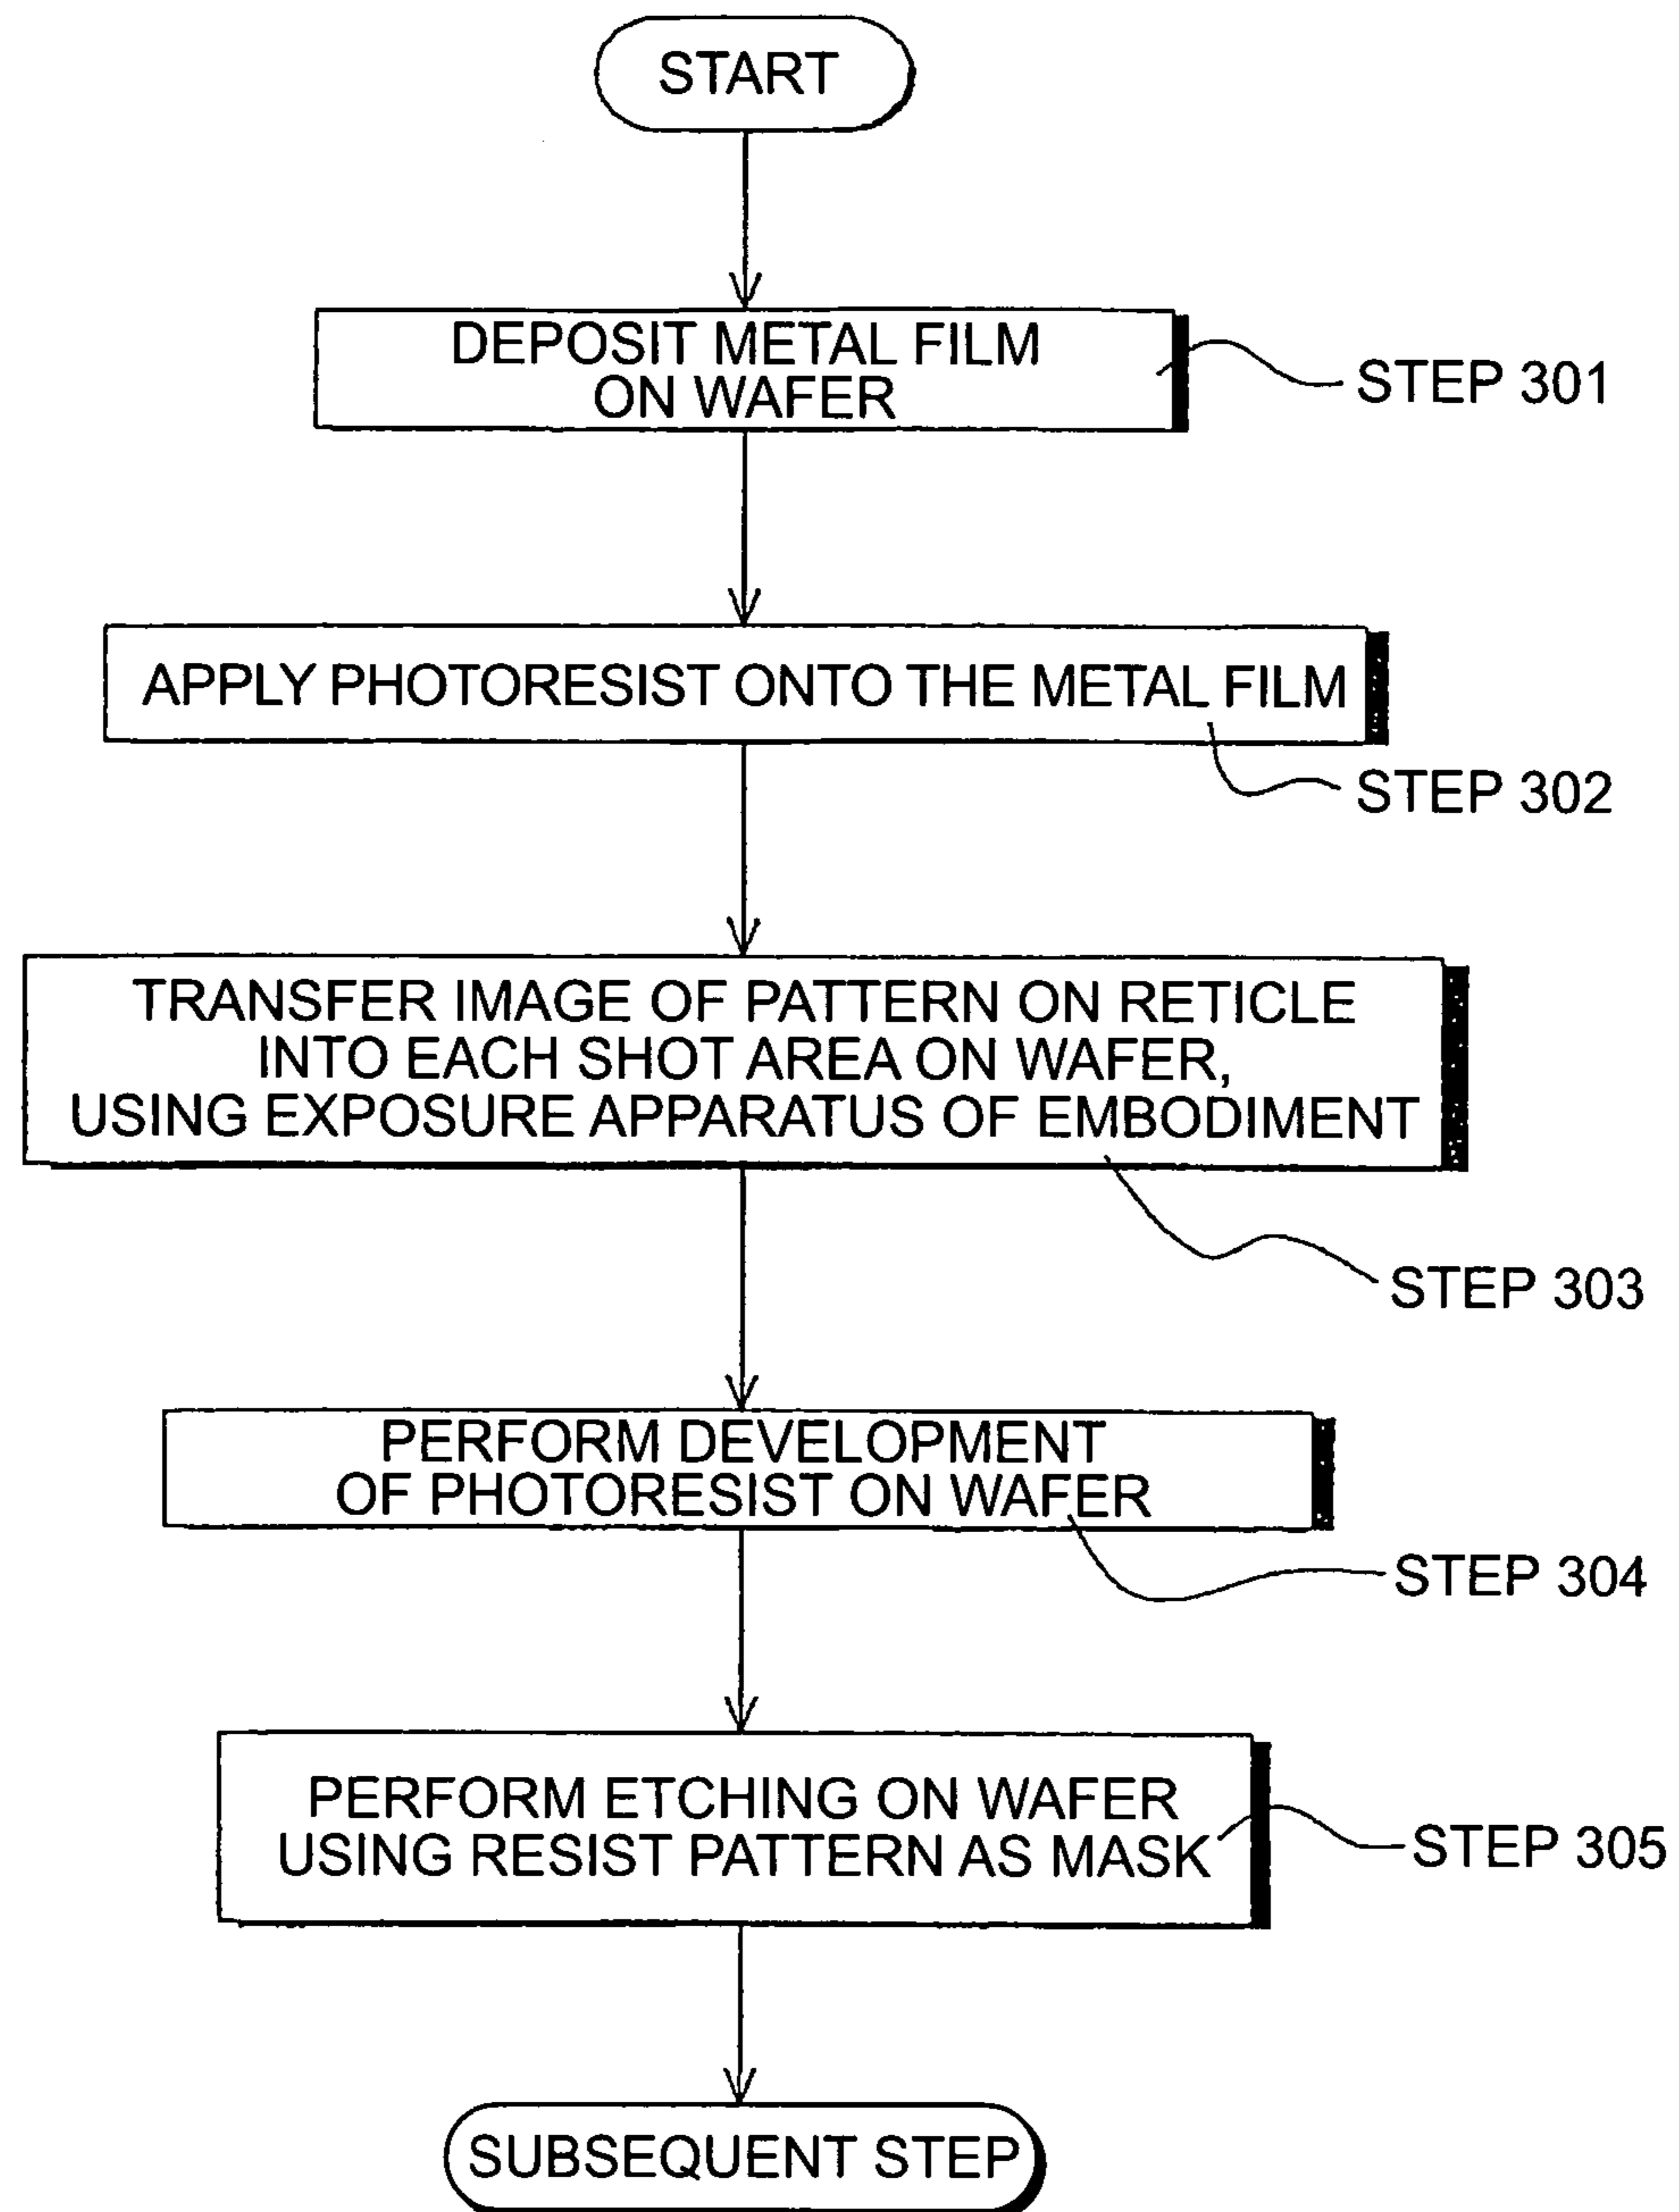 START
DEPOSIT METAL FILM
ON WAFER
STEP 301
APPLY PHOTORESIST ONTO THE METAL FILM
STEP 302
TRANSFER IMAGE OF PATTERN ON RETICLE
INTO EACH SHOT AREA ON WAFER,
USING EXPOSURE APPARATUS OF EMBODIMENT
STEP 303
PERFORM DEVELOPMENT
OF PHOTORESIST ON WAFER
STEP 304
PERFORM ETCHING ON WAFER
USING RESIST PATTERN AS MASK
STEP 305
SUBSEQUENT STEP